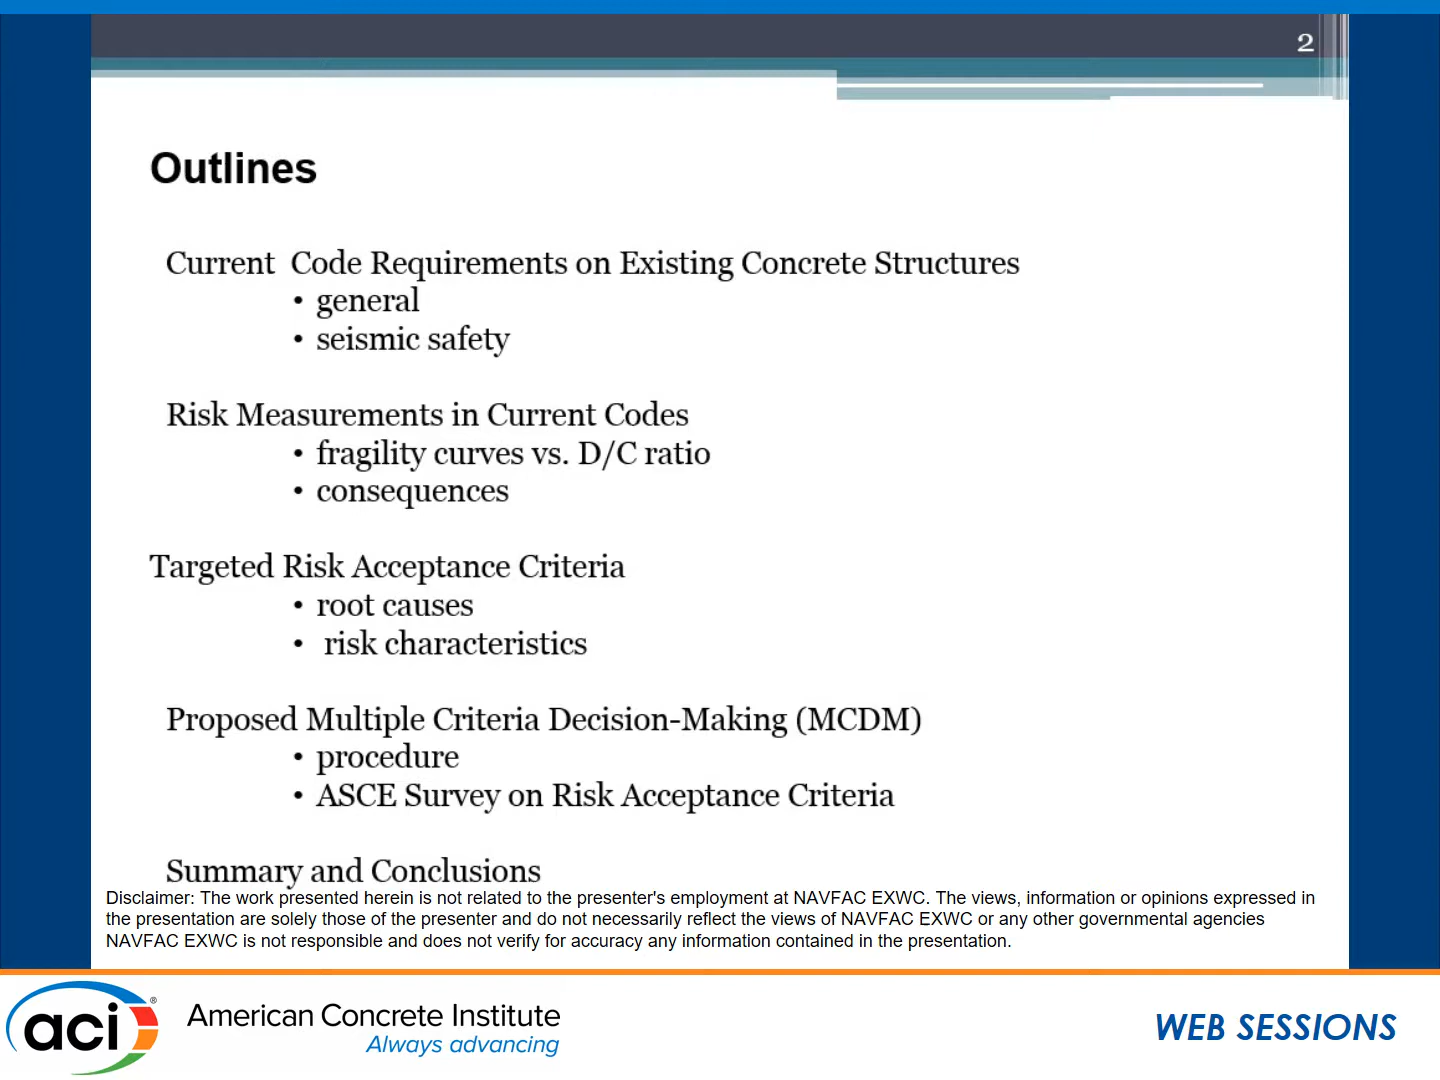 2
Outlines
Current Code Requirements on Existing Concrete Structures
• general
• seismic safety
Risk Measurements in Current Codes
• fragility curves vs. D/C ratio
• consequences
Targeted Risk Acceptance Criteria
• root causes
• risk characteristics
Proposed Multiple Criteria Decision-Making (MCDM)
• procedure
• ASCE Survey on Risk Acceptance Criteria
Summary and Conclusions
Disclaimer: The work presented herein is not related to the presenter's employment at NAVFAC EXWC. The views, information or opinions expressed in
the presentation are solely those of the presenter and do not necessarily reflect the views of NAVFAC EXWC or any other governmental agencies
NAVFAC EXWC is not responsible and does not verify for accuracy any information contained in the presentation.
aci®
American Concrete Institute
Always advancing
WEB SESSIONS